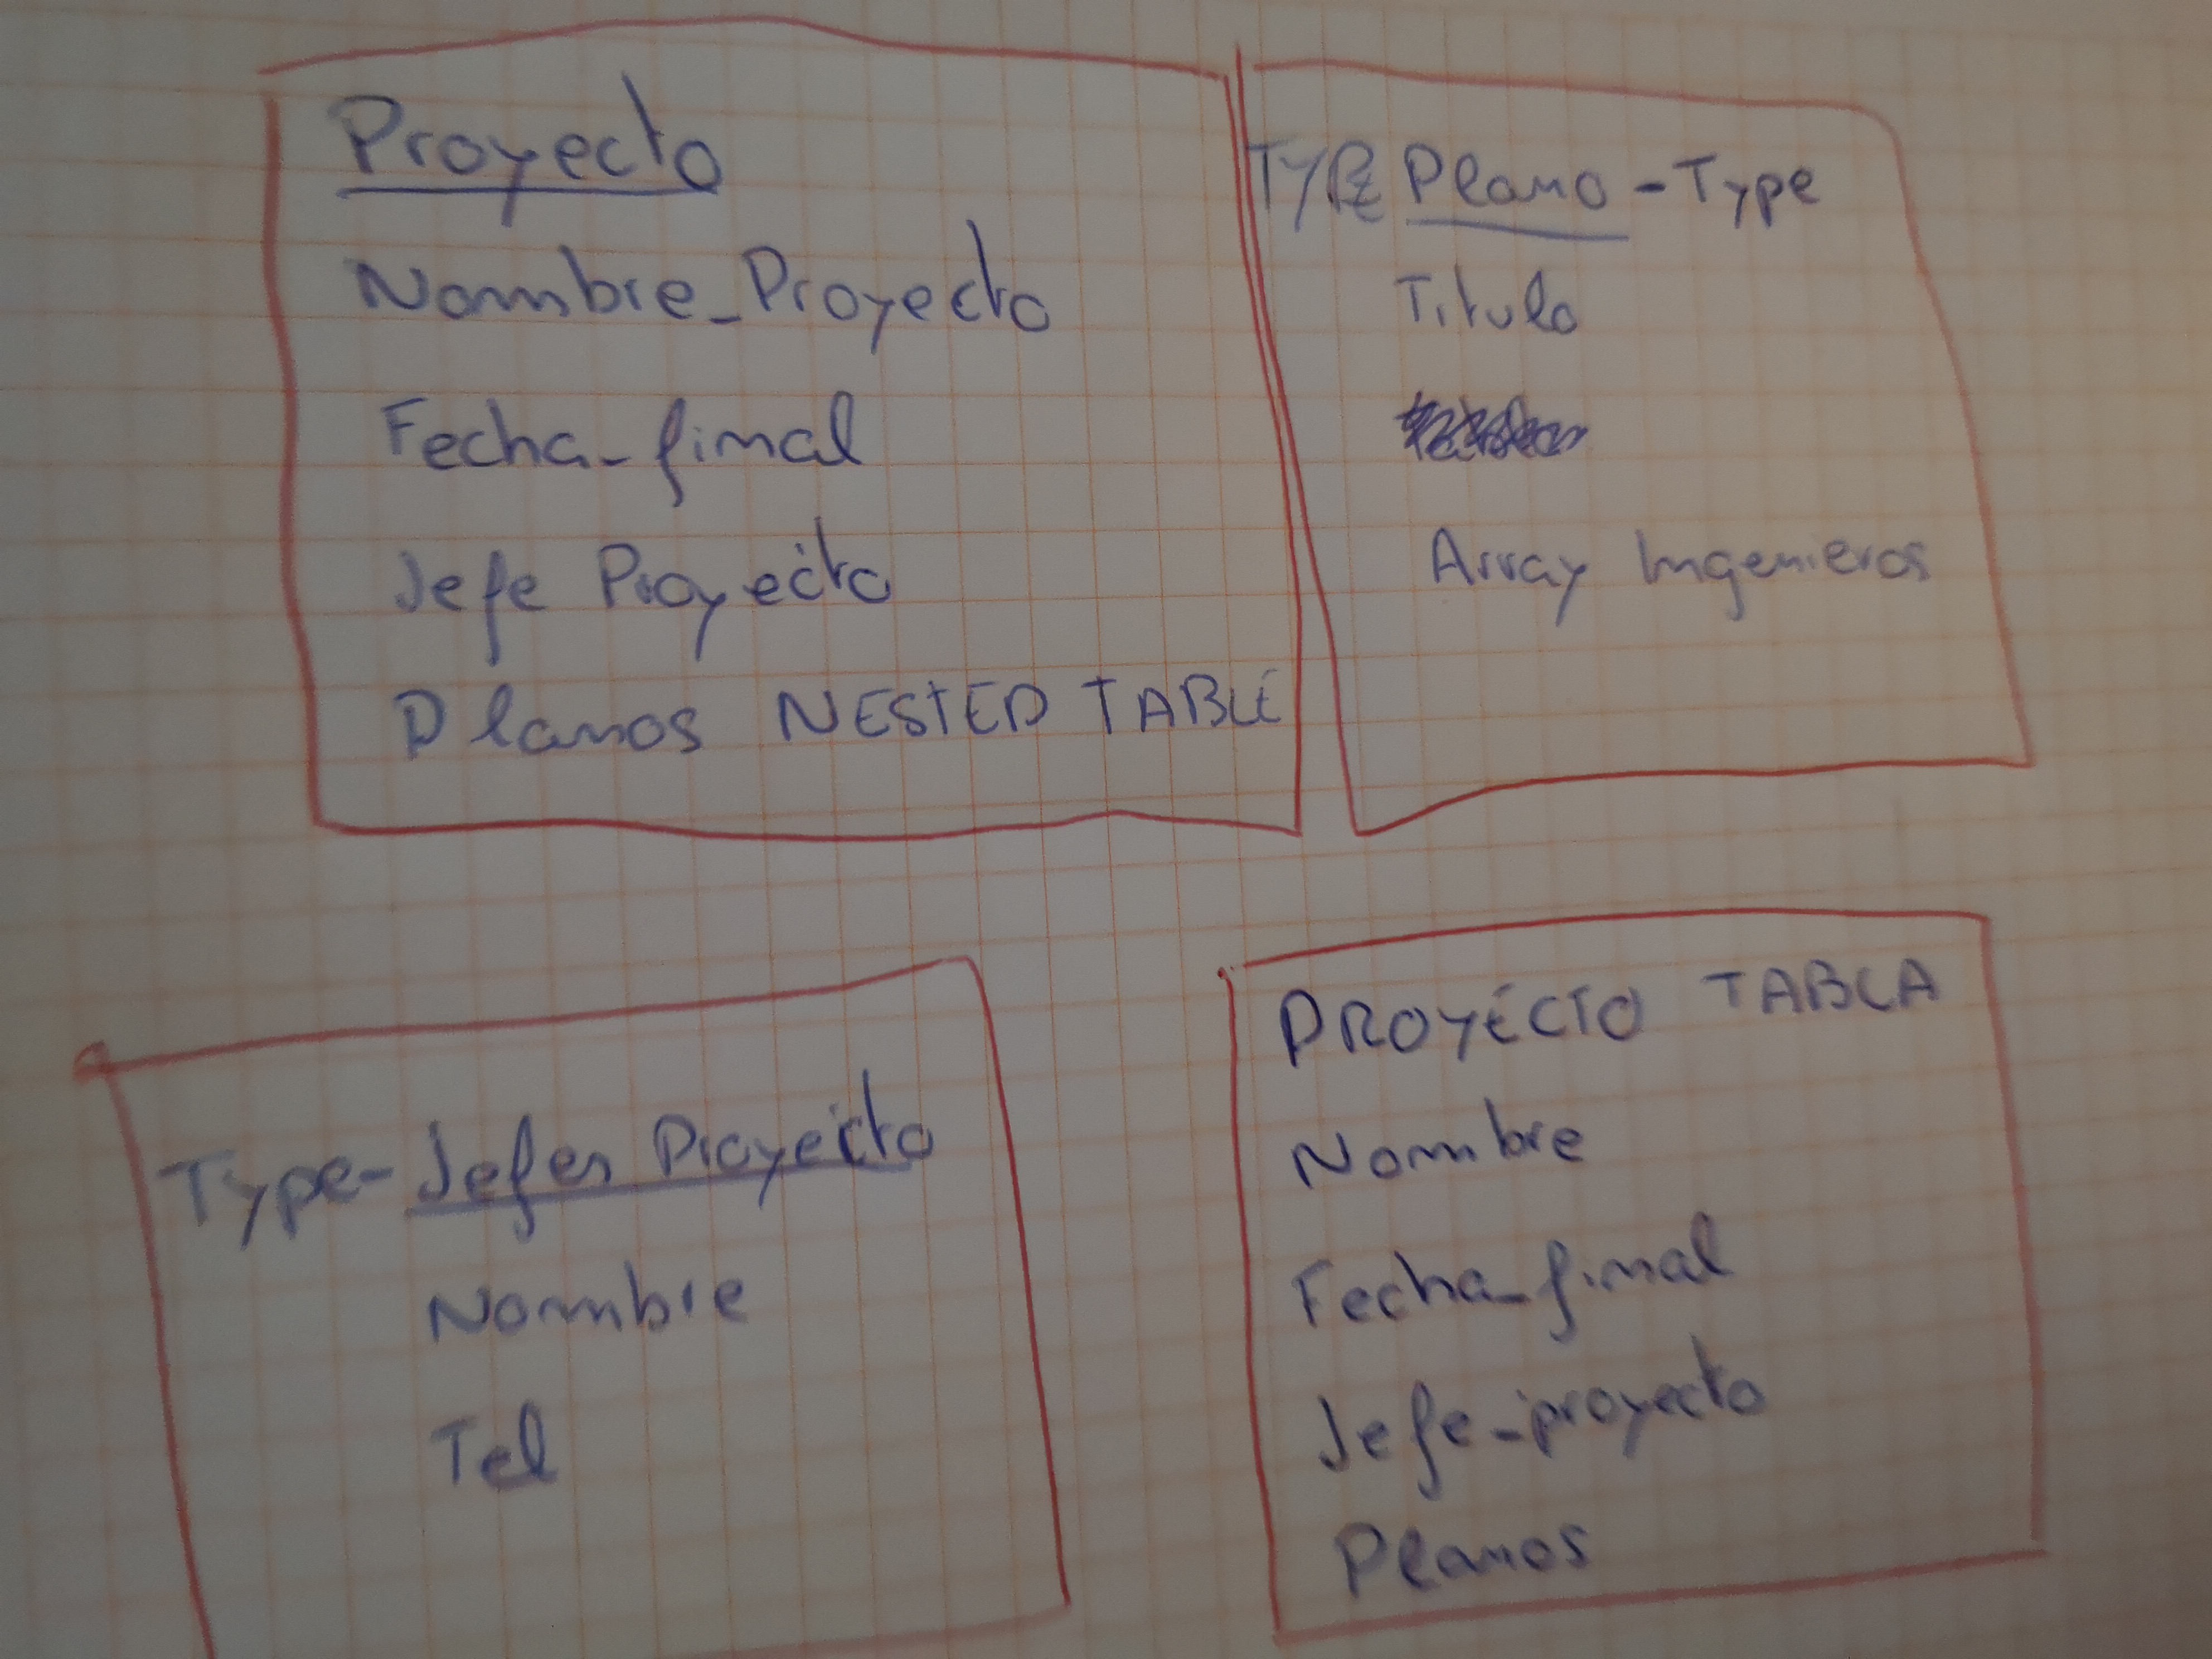 Proyecto
Nombre_Proyecto
Fecha_final
Jefe Proyecto
Planos NESTED TABLE
TYPE Plano-Type
Titulo
Array Ingenieros
Type-Jefes Proyecto
Nombre
Tel
PROYECTO TABLA
Nombre
Fecha_final
Jefe_proyecto
Planos